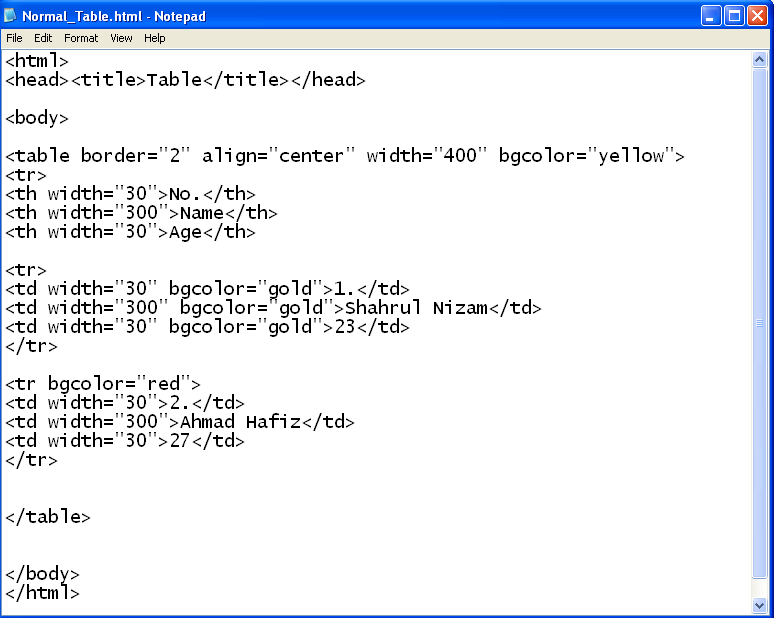 Normal_Table.html - Notepad
File Edit Format View Help
<html>
<head><title>Table</title></head>
<body>
<table border="2" align="center" width="400" bgcolor="yellow">
<tr>
<th width="30">No.</th>
<th width="300">Name</th>
<th width="30">Age</th>
<tr>
<td width="30" bgcolor="gold">1.</td>
<td width="300" bgcolor="gold">Shahrul Nizam</td>
<td width="30" bgcolor="gold">23</td>
</tr>
<tr bgcolor="red">
<td width="30">2.</td>
<td width="300">Ahmad Hafiz</td>
<td width="30">27</td>
</tr>
</table>
</body>
</html>